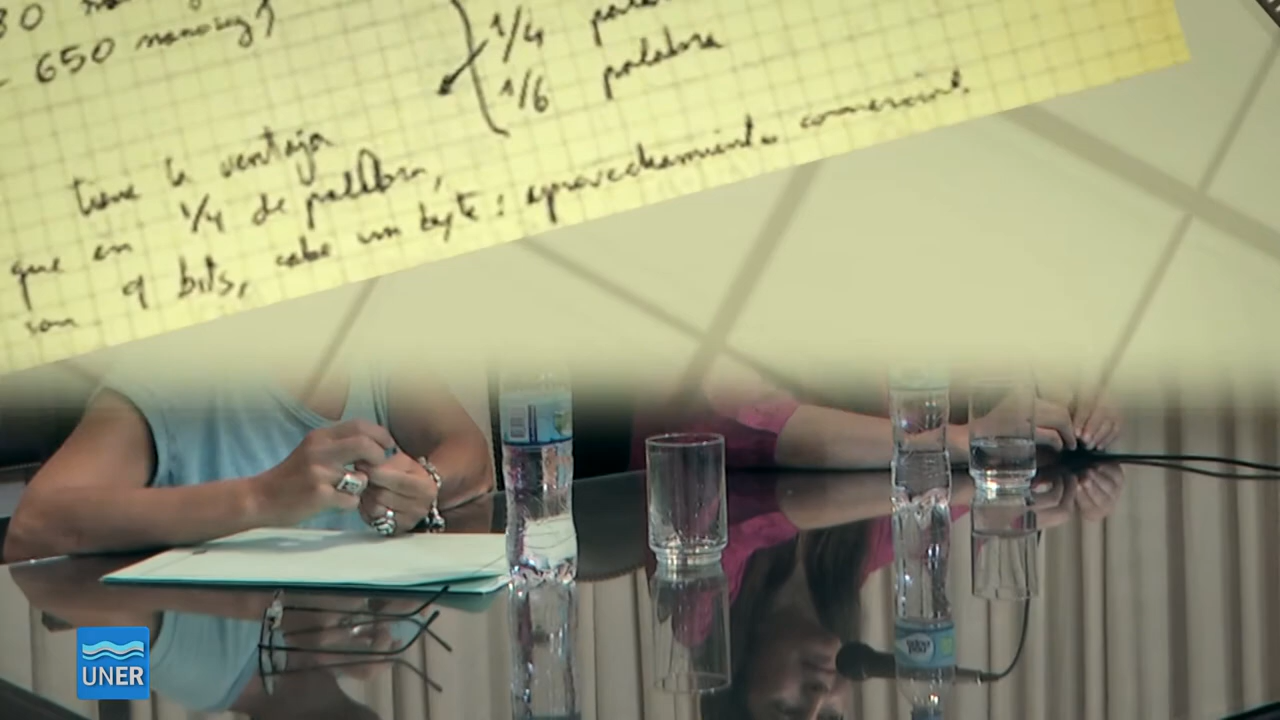 650 nanoseg)
1/4
1/6 palabra
tiene la ventaja
que en 1/4 de palabra,
son 9 bits, cabe un byte: aprovechamiento comercial.
UNER